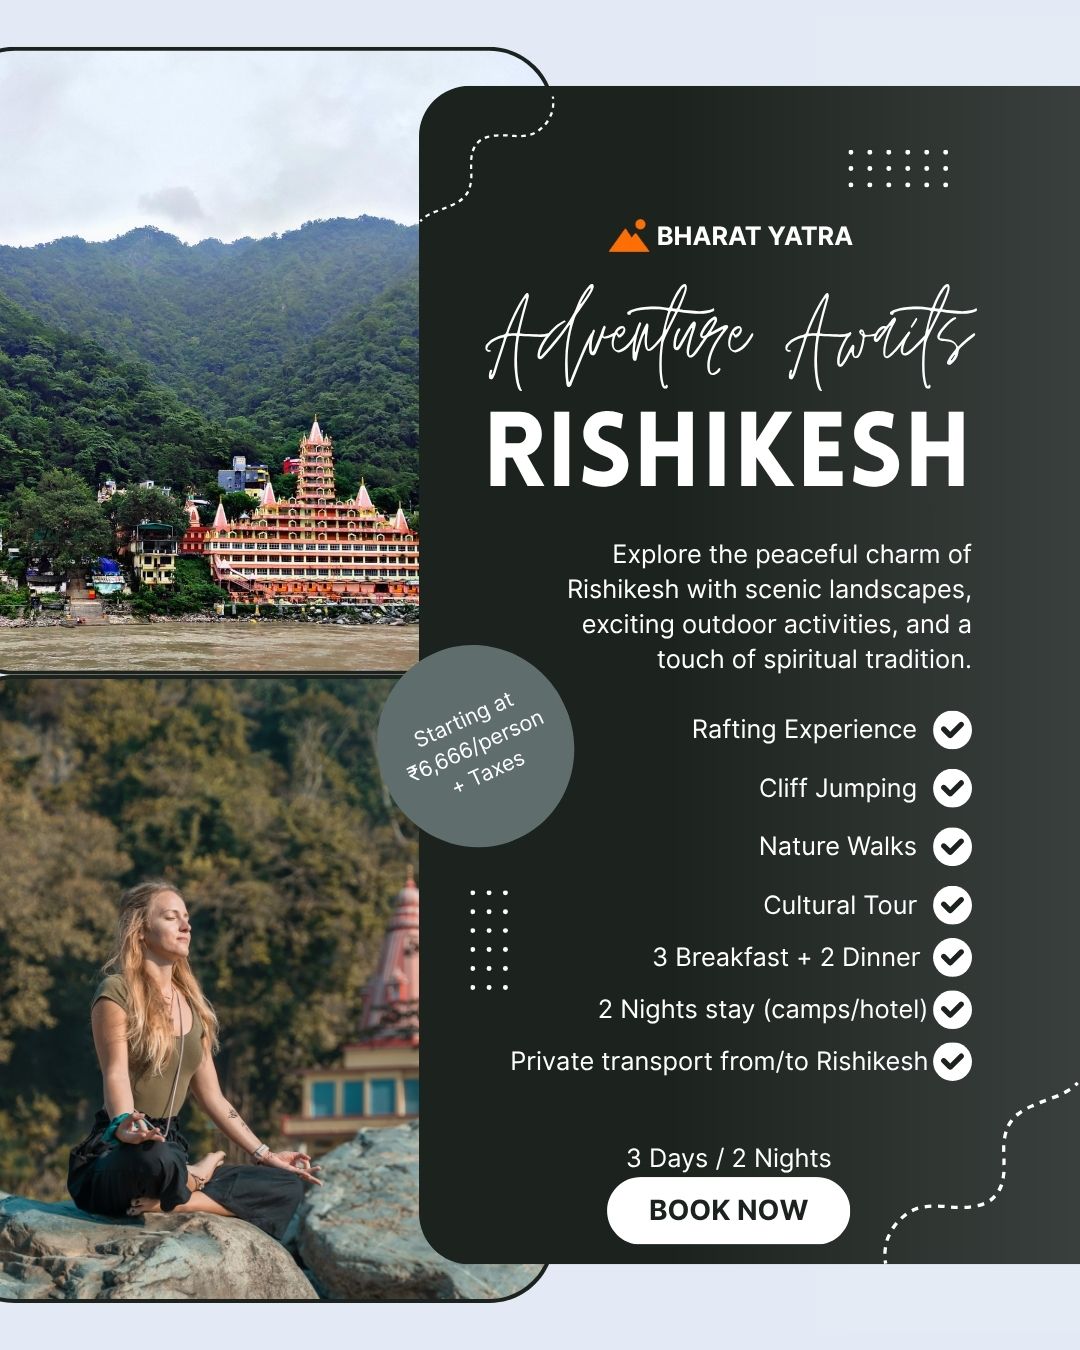 BHARAT YATRA
Adventure Awaits
RISHIKESH
Explore the peaceful charm of
Rishikesh with scenic landscapes,
exciting outdoor activities, and a
touch of spiritual tradition.
Starting at
₹6,666/person
+ Taxes
Rafting Experience
Cliff Jumping
Nature Walks
Cultural Tour
3 Breakfast + 2 Dinner
2 Nights stay (camps/hotel)
Private transport from/to Rishikesh
3 Days / 2 Nights
BOOK NOW